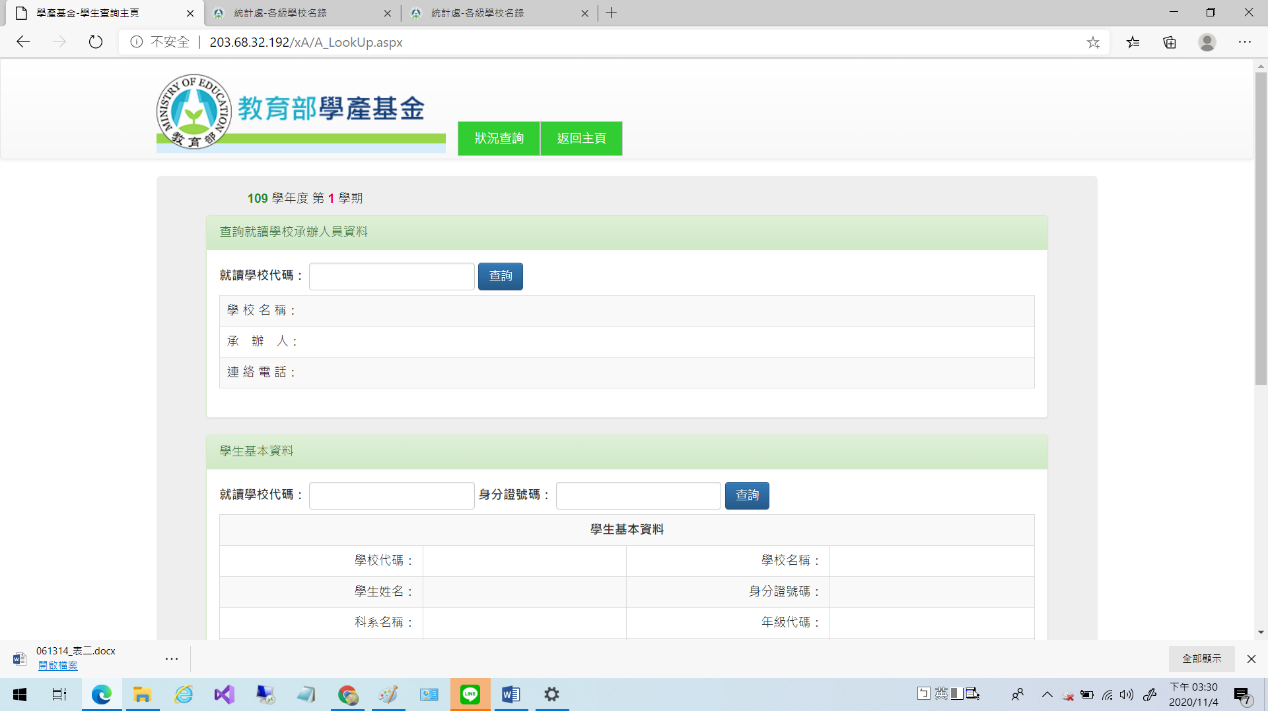 學產基金-學生查詢主頁
統計處-各級學校名錄
統計處-各級學校名錄
不安全 | 203.68.32.192/xA/A_LookUp.aspx
MINISTRY OF EDUCATION
教育部
教育部學產基金
狀況查詢 返回主頁
109 學年度 第 1 學期
查詢就讀學校承辦人員資料
就讀學校代碼： 查詢
學 校 名 稱：
承 辦 人：
連 絡 電 話：
學生基本資料
就讀學校代碼： 身分證號碼： 查詢
學生基本資料
學校代碼： 學校名稱：
學生姓名： 身分證號碼：
科系名稱： 年級代碼：
061314_表二.docx
開啟檔案
全部顯示
下午 03:30
2020/11/4
7